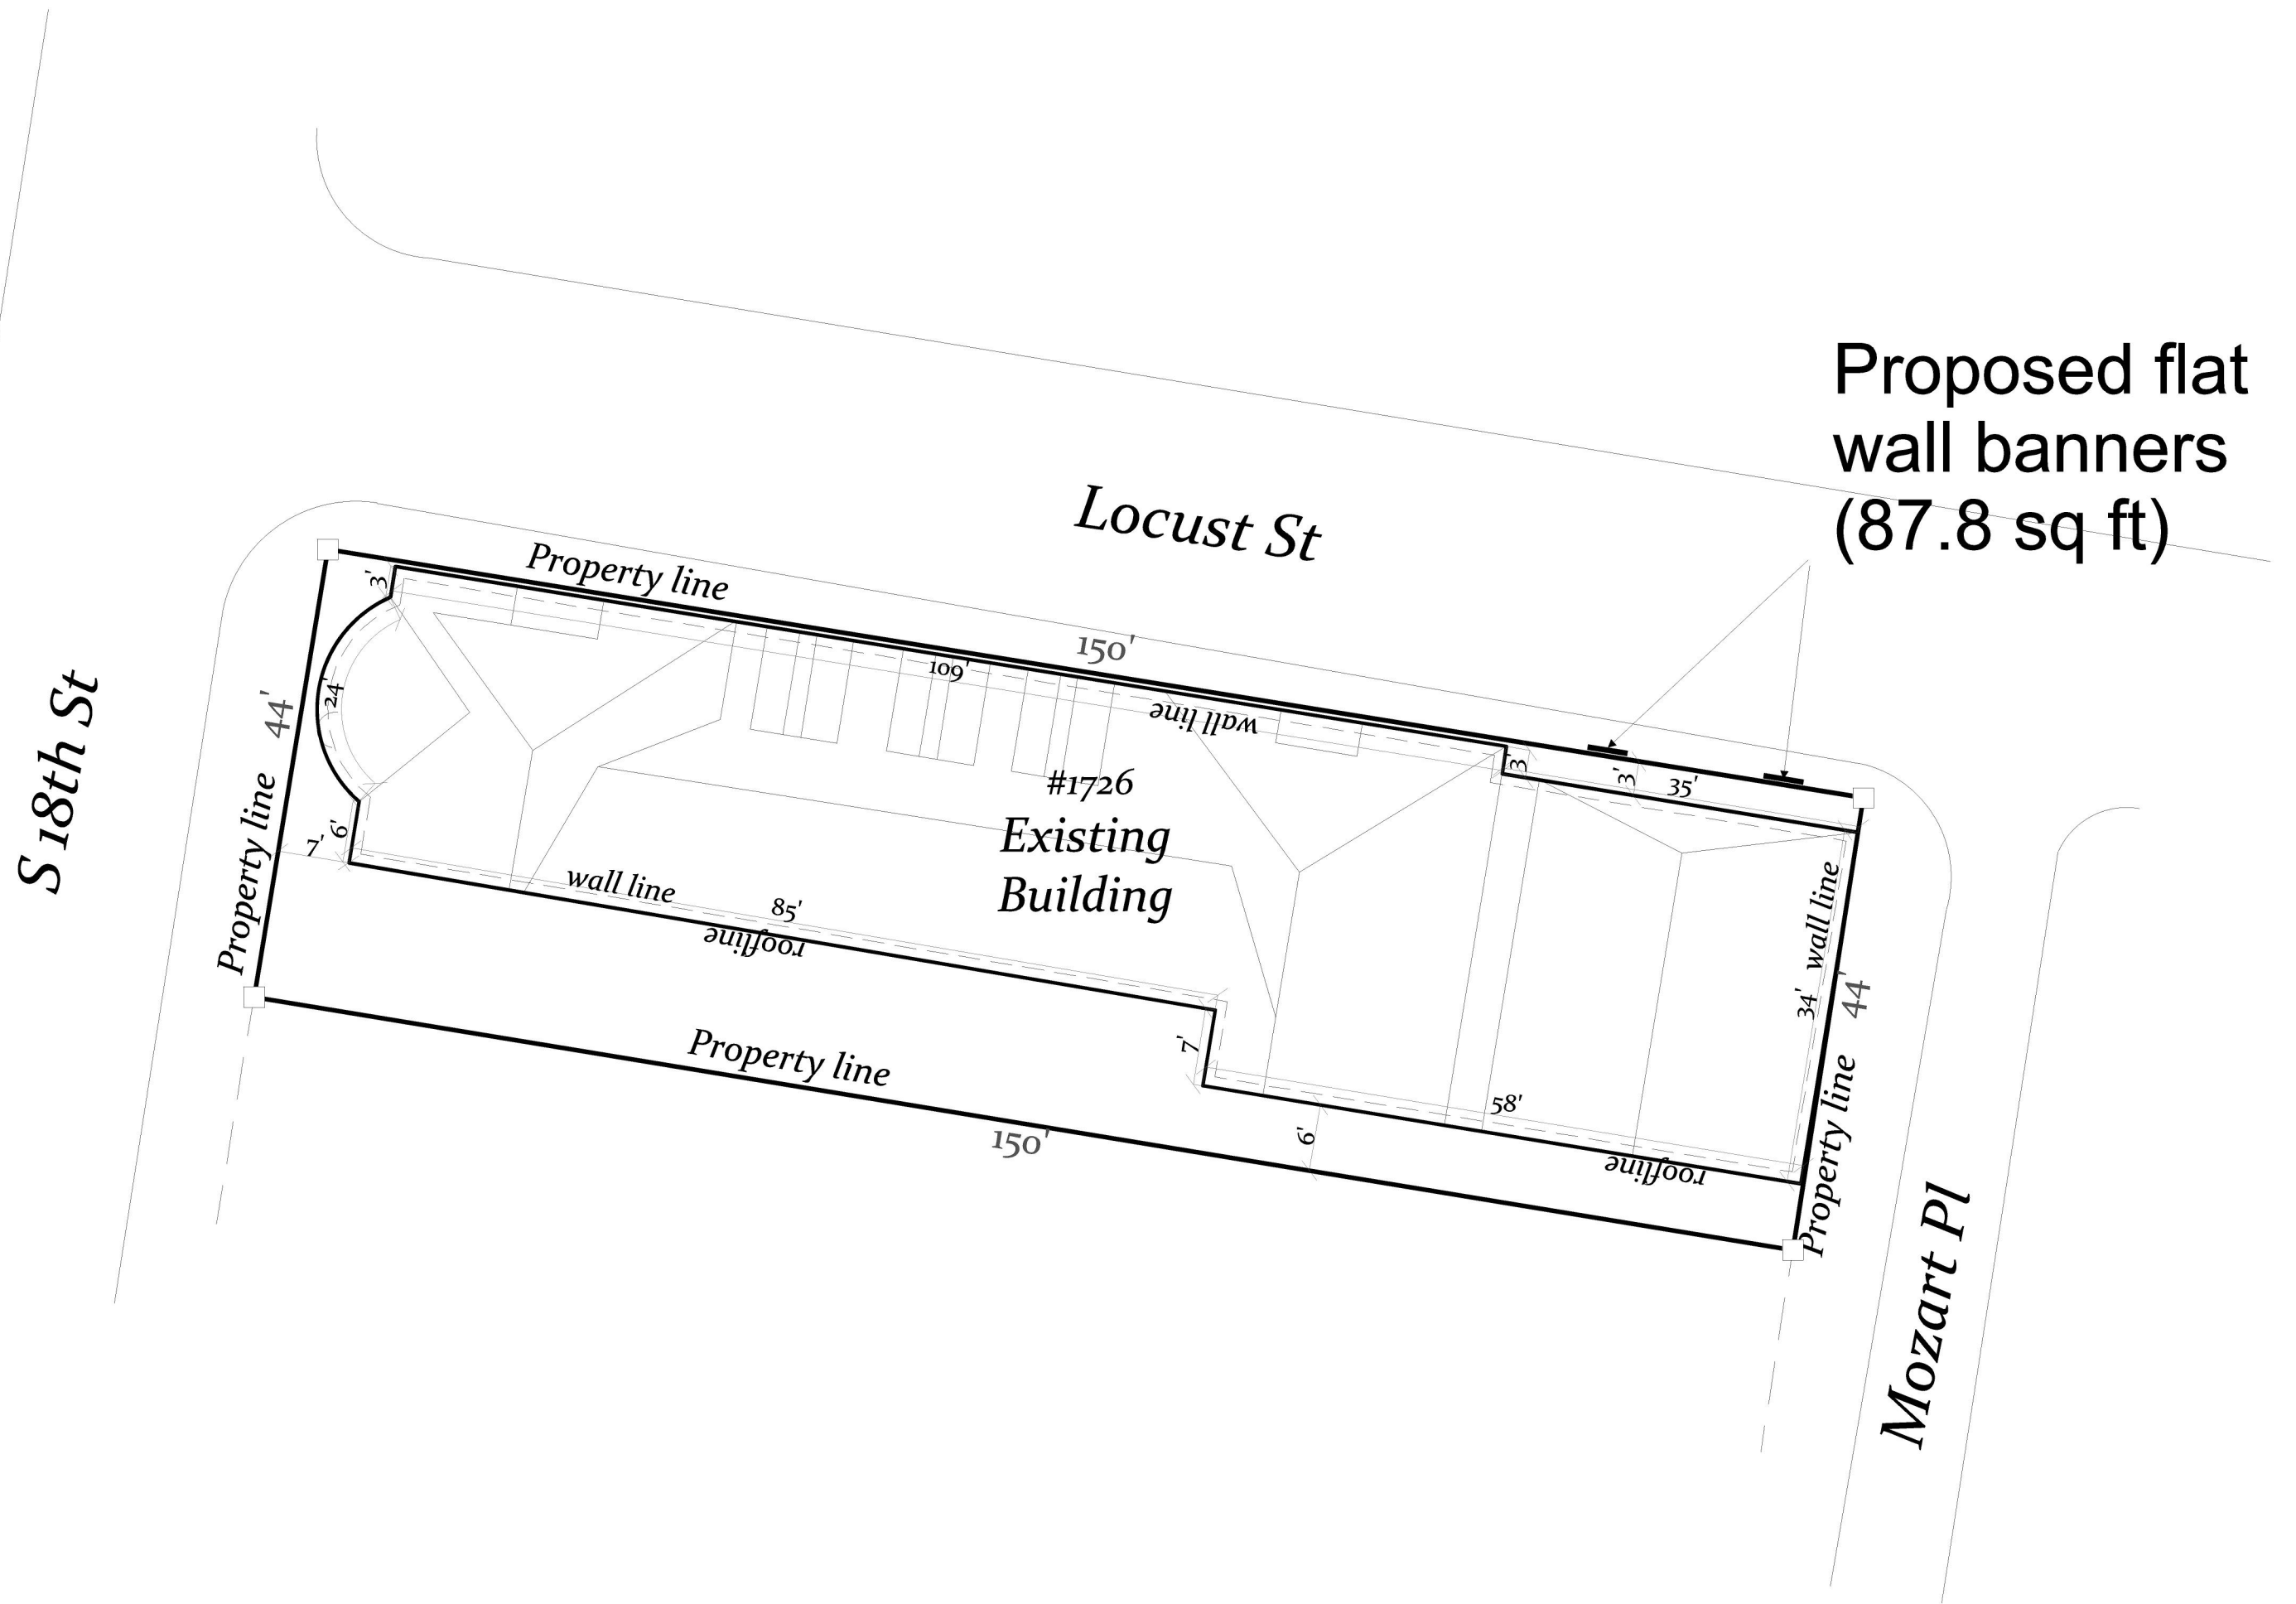 Proposed flat
wall banners
(87.8 sq ft)
Locust St
Property line
3'
150'
109'
wall line
24'
44'
S 18th St
Property line
7'
6'
#1726
Existing
Building
3'
3'
35'
wall line
85'
roofline
wall line
34'
44'
Property line
7'
58'
6'
roofline
Property line
150'
Mozart Pl